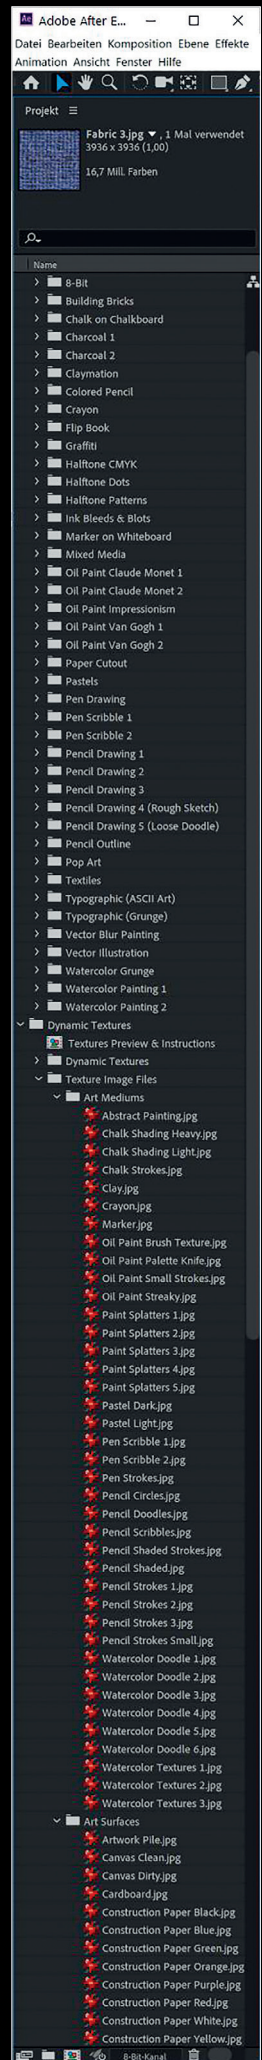 Ae Adobe After E...
Datei Bearbeiten Komposition Ebene Effekte
Animation Ansicht Fenster Hilfe
Projekt
Fabric 3.jpg , 1 Mal verwendet
3936 x 3936 (1,00)
16,7 Mill. Farben
Name
8-Bit
Building Bricks
Chalk on Chalkboard
Charcoal 1
Charcoal 2
Claymation
Colored Pencil
Crayon
Flip Book
Graffiti
Halftone CMYK
Halftone Dots
Halftone Patterns
Ink Bleeds & Blots
Marker on Whiteboard
Mixed Media
Oil Paint Claude Monet 1
Oil Paint Claude Monet 2
Oil Paint Impressionism
Oil Paint Van Gogh 1
Oil Paint Van Gogh 2
Paper Cutout
Pastels
Pen Drawing
Pen Scribble 1
Pen Scribble 2
Pencil Drawing 1
Pencil Drawing 2
Pencil Drawing 3
Pencil Drawing 4 (Rough Sketch)
Pencil Drawing 5 (Loose Doodle)
Pencil Outline
Pop Art
Textiles
Typographic (ASCII Art)
Typographic (Grunge)
Vector Blur Painting
Vector Illustration
Watercolor Grunge
Watercolor Painting 1
Watercolor Painting 2
Dynamic Textures
Textures Preview & Instructions
Dynamic Textures
Texture Image Files
Art Mediums
Abstract Painting.jpg
Chalk Shading Heavy.jpg
Chalk Shading Light.jpg
Chalk Strokes.jpg
Clay.jpg
Crayon.jpg
Marker.jpg
Oil Paint Brush Texture.jpg
Oil Paint Palette Knife.jpg
Oil Paint Small Strokes.jpg
Oil Paint Streaky.jpg
Paint Splatters 1.jpg
Paint Splatters 2.jpg
Paint Splatters 3.jpg
Paint Splatters 4.jpg
Paint Splatters 5.jpg
Pastel Dark.jpg
Pastel Light.jpg
Pen Scribble 1.jpg
Pen Scribble 2.jpg
Pen Strokes.jpg
Pencil Circles.jpg
Pencil Doodles.jpg
Pencil Scribbles.jpg
Pencil Shaded Strokes.jpg
Pencil Shaded.jpg
Pencil Strokes 1.jpg
Pencil Strokes 2.jpg
Pencil Strokes 3.jpg
Pencil Strokes Small.jpg
Watercolor Doodle 1.jpg
Watercolor Doodle 2.jpg
Watercolor Doodle 3.jpg
Watercolor Doodle 4.jpg
Watercolor Doodle 5.jpg
Watercolor Doodle 6.jpg
Watercolor Textures 1.jpg
Watercolor Textures 2.jpg
Watercolor Textures 3.jpg
Art Surfaces
Artwork Pile.jpg
Canvas Clean.jpg
Canvas Dirty.jpg
Cardboard.jpg
Construction Paper Black.jpg
Construction Paper Blue.jpg
Construction Paper Green.jpg
Construction Paper Orange.jpg
Construction Paper Purple.jpg
Construction Paper Red.jpg
Construction Paper White.jpg
Construction Paper Yellow.jpg
8-Bit-Kanal